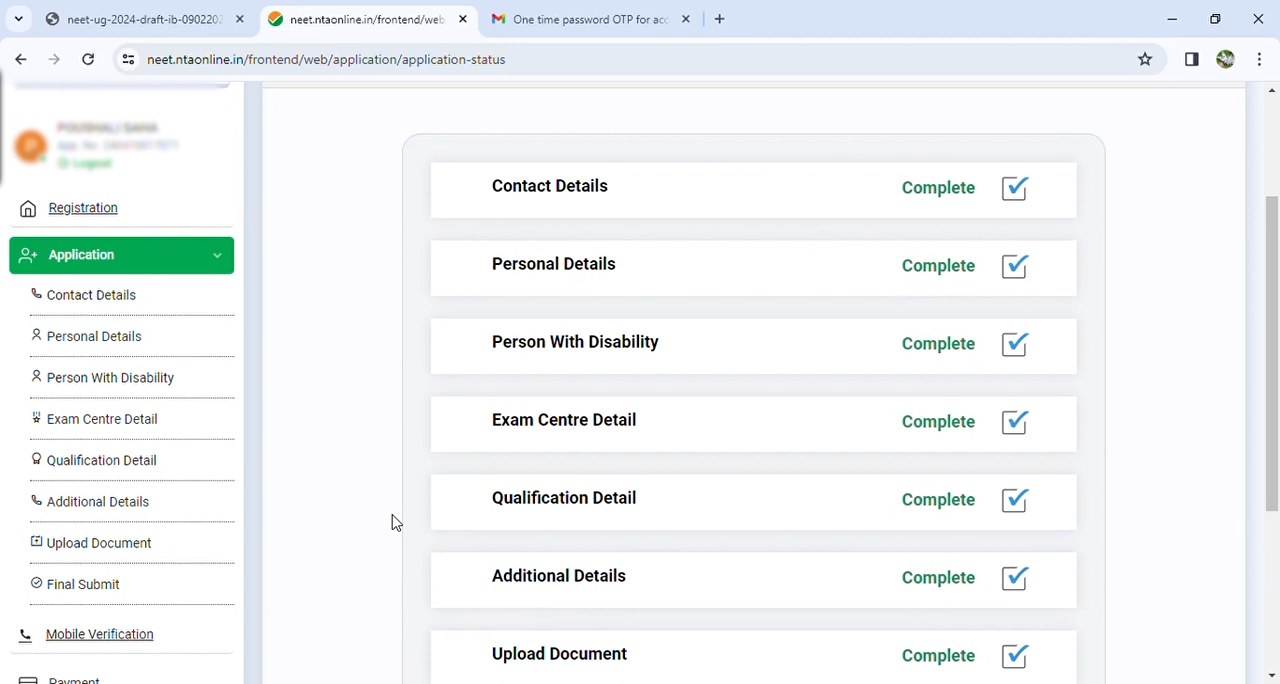 neet-ug-2024-draft-ib-0902202
neet.ntaonline.in/frontend/web
One time password OTP for acc
neet.ntaonline.in/frontend/web/application/application-status
Logout
Registration
Application
Contact Details
Personal Details
Person With Disability
Exam Centre Detail
Qualification Detail
Additional Details
Upload Document
Final Submit
Mobile Verification
Payment
Contact Details Complete
Personal Details Complete
Person With Disability Complete
Exam Centre Detail Complete
Qualification Detail Complete
Additional Details Complete
Upload Document Complete